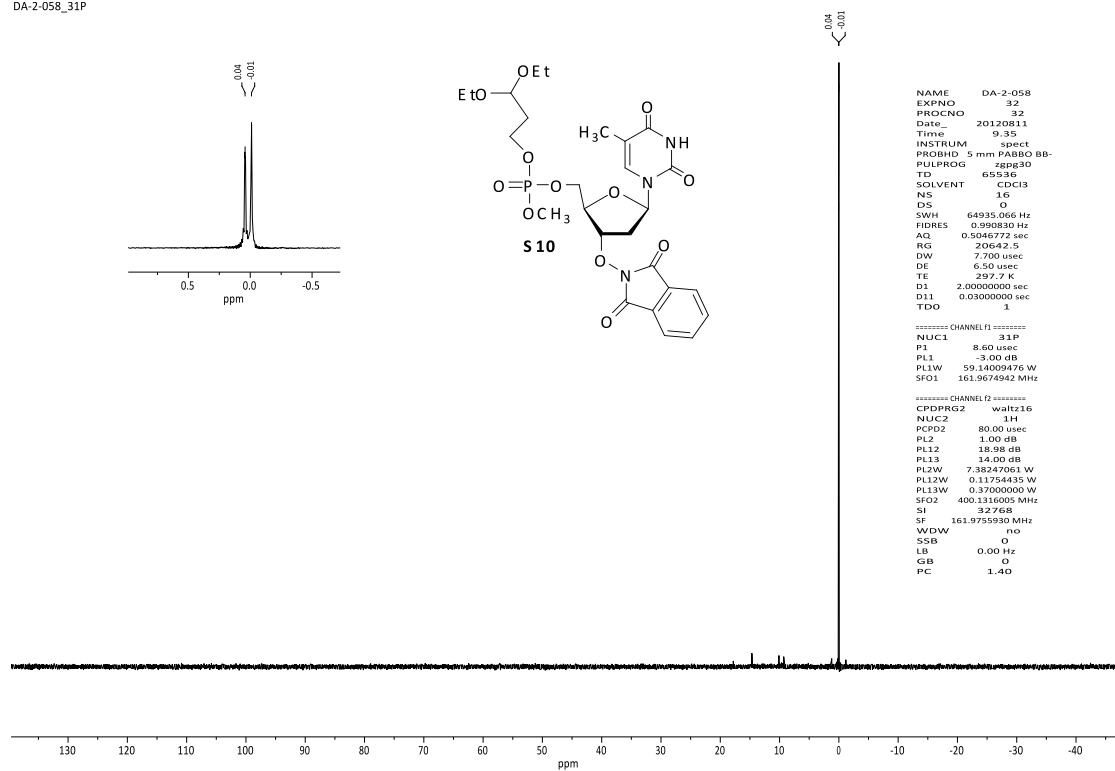 DA-2-058_31P
0.04
-0.01
0.04
-0.01
OEt
EtO
O
O
P
O
OCH3
H3C
O
NH
N
O
O
S10
O
N
O
O
0.5
0.0
-0.5
ppm
NAME DA-2-058
EXPNO 32
PROCNO 32
Date_ 20120811
Time 9.35
INSTRUM spect
PROBHD 5 mm PABBO BB-
PULPROG zgpg30
TD 65536
SOLVENT CDCl3
NS 16
DS 0
SWH 64935.066 Hz
FIDRES 0.990830 Hz
AQ 0.5046772 sec
RG 20642.5
DW 7.700 usec
DE 6.50 usec
TE 297.7 K
D1 2.00000000 sec
D11 0.03000000 sec
TD0 1
======== CHANNEL f1 ========
NUC1 31P
P1 8.60 usec
PL1 -3.00 dB
PL1W 59.14009476 W
SFO1 161.9674942 MHz
======== CHANNEL f2 ========
CPDPRG2 waltz16
NUC2 1H
PCPD2 80.00 usec
PL2 1.00 dB
PL12 18.98 dB
PL13 14.00 dB
PL2W 7.38247061 W
PL12W 0.11754435 W
PL13W 0.37000000 W
SFO2 400.1316005 MHz
SI 32768
SF 161.9755930 MHz
WDW no
SSB 0
LB 0.00 Hz
GB 0
PC 1.40
130 120 110 100 90 80 70 60 50 40 30 20 10 0 -10 -20 -30 -40
ppm